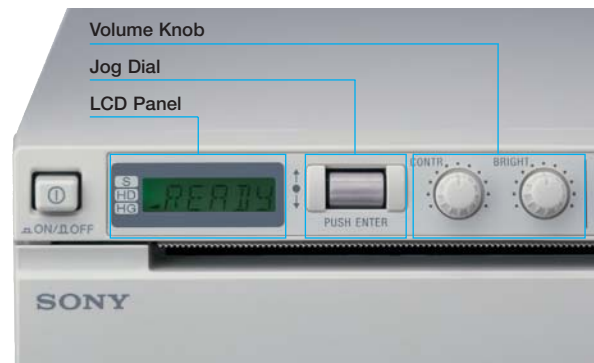 Volume Knob
Jog Dial
LCD Panel
CONTR.
BRIGHT.
S
HD
HG
_READY
PUSH ENTER
ON/OFF
SONY